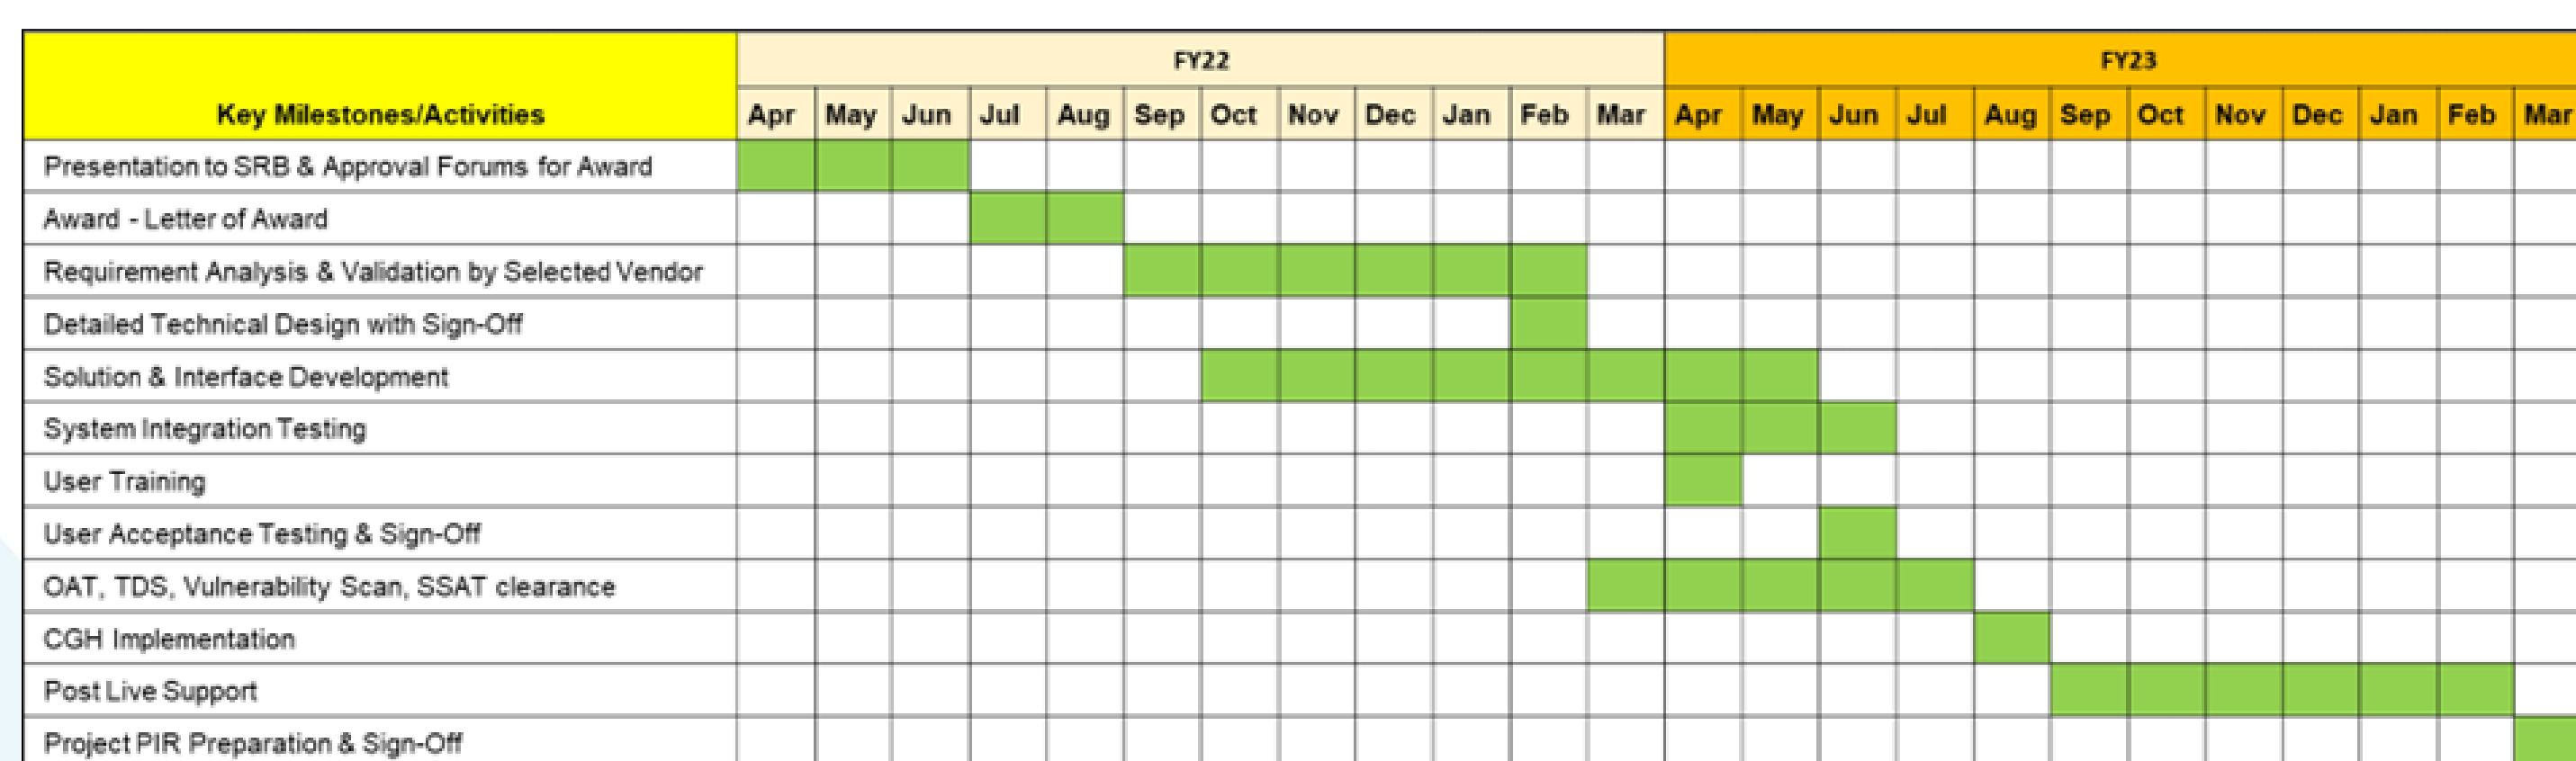 FY22 FY23
Key Milestones/Activities Apr May Jun Jul Aug Sep Oct Nov Dec Jan Feb Mar Apr May Jun Jul Aug Sep Oct Nov Dec Jan Feb Mar
Presentation to SRB & Approval Forums for Award
Award - Letter of Award
Requirement Analysis & Validation by Selected Vendor
Detailed Technical Design with Sign-Off
Solution & Interface Development
System Integration Testing
User Training
User Acceptance Testing & Sign-Off
OAT, TDS, Vulnerability Scan, SSAT clearance
CGH Implementation
Post Live Support
Project PIR Preparation & Sign-Off